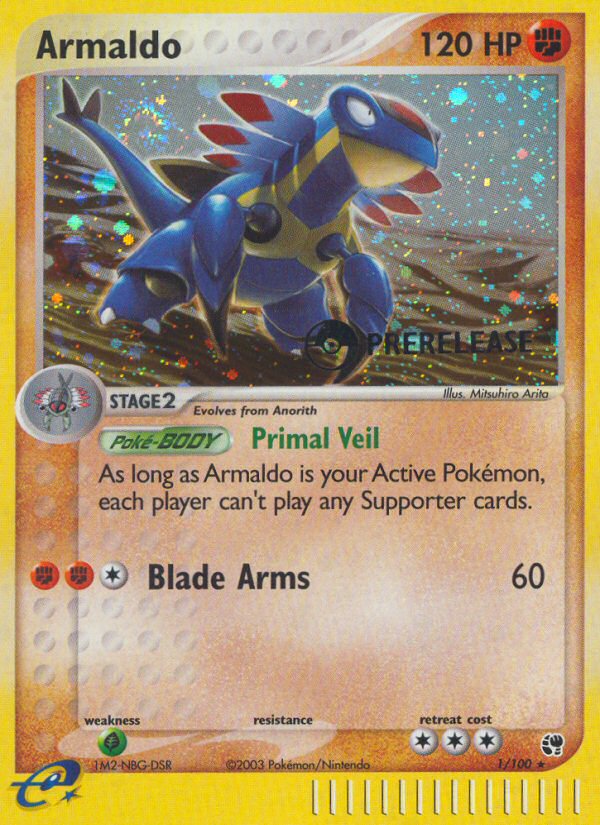 Armaldo 120 HP
PRERELEASE
Illus. Mitsuhiro Arita
STAGE2
Evolves from Anorith
Poké-BODY Primal Veil
As long as Armaldo is your Active Pokémon,
each player can't play any Supporter cards.
Blade Arms 60
weakness resistance retreat cost
1M2-NBG-DSR ©2003 Pokémon/Nintendo 1/100 ★
e